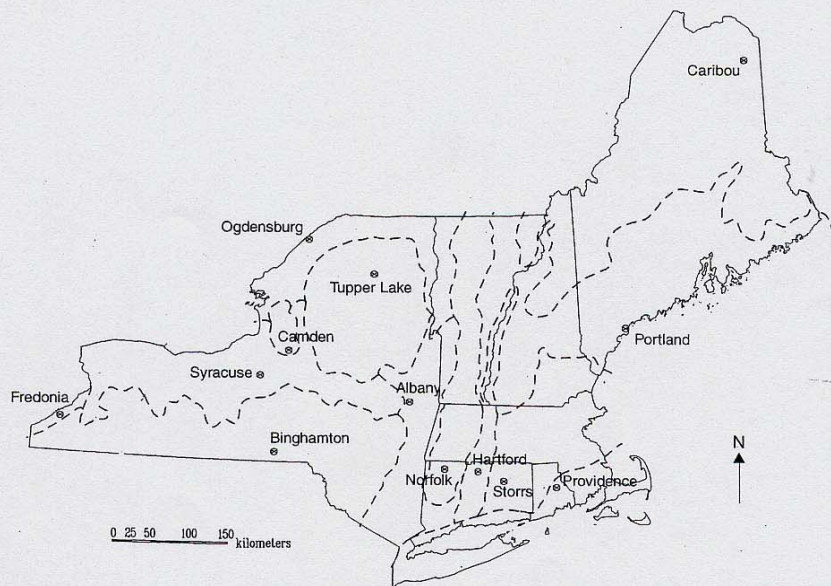 Caribou
Ogdensburg
Tupper Lake
Camden
Portland
Syracuse
Fredonia
Albany
Binghamton
N
Hartford
Norfolk
Storrs
Providence
0 25 50 100 150
kilometers